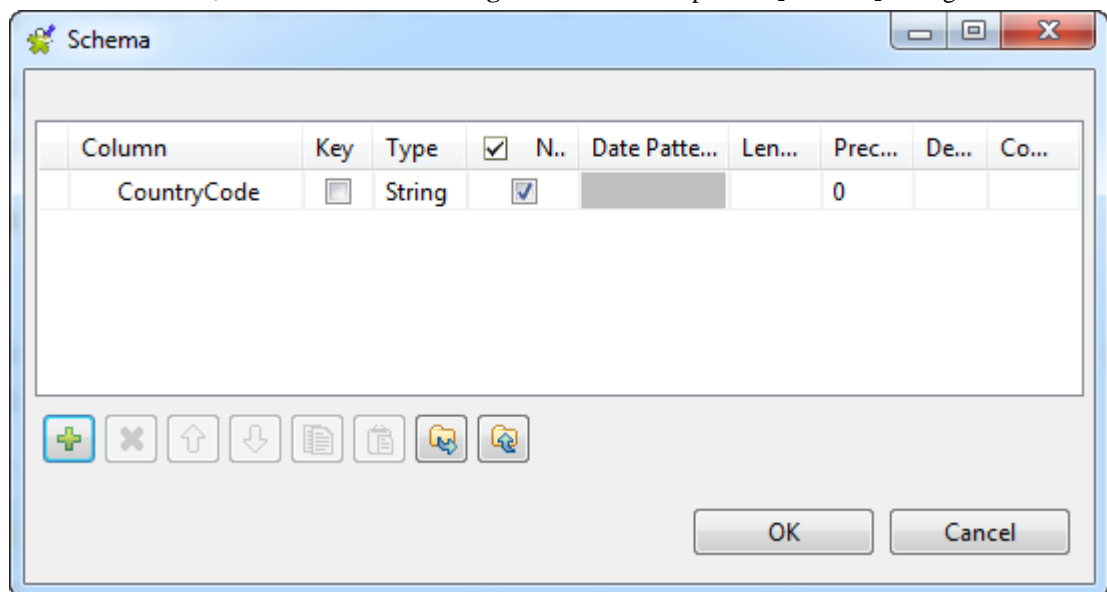 Schema
Column Key Type N.. Date Patte... Len... Prec... De... Co...
CountryCode String 0
OK Cancel